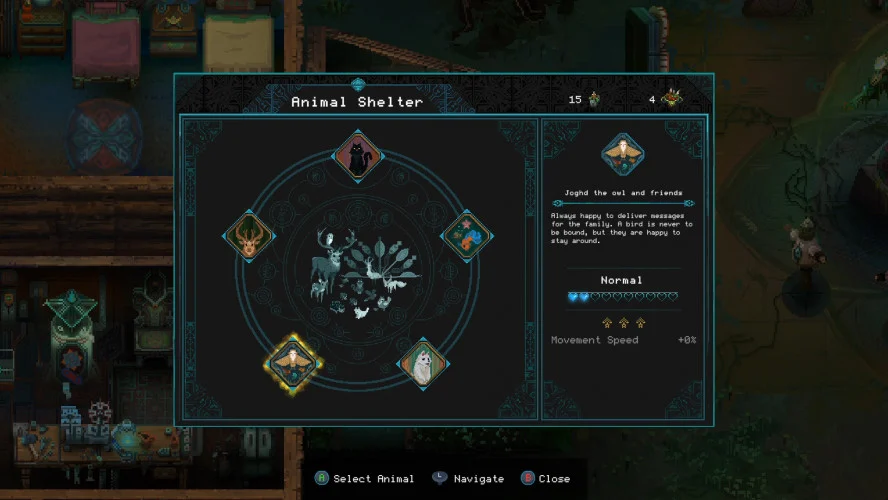 Animal Shelter
15
4
Joghd the owl and friends
Always happy to deliver messages
for the family. A bird is never to
be bound, but they are happy to
stay around.
Normal
Movement Speed +0%
A Select Animal
L Navigate
B Close